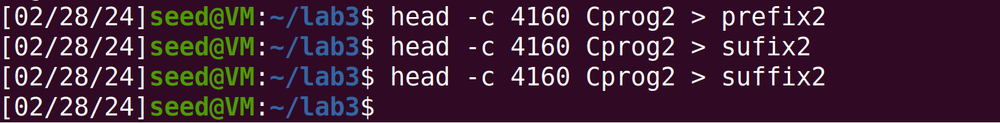 [02/28/24]seed@VM:~/lab3$ head -c 4160 Cprog2 > prefix2
[02/28/24]seed@VM:~/lab3$ head -c 4160 Cprog2 > sufix2
[02/28/24]seed@VM:~/lab3$ head -c 4160 Cprog2 > suffix2
[02/28/24]seed@VM:~/lab3$